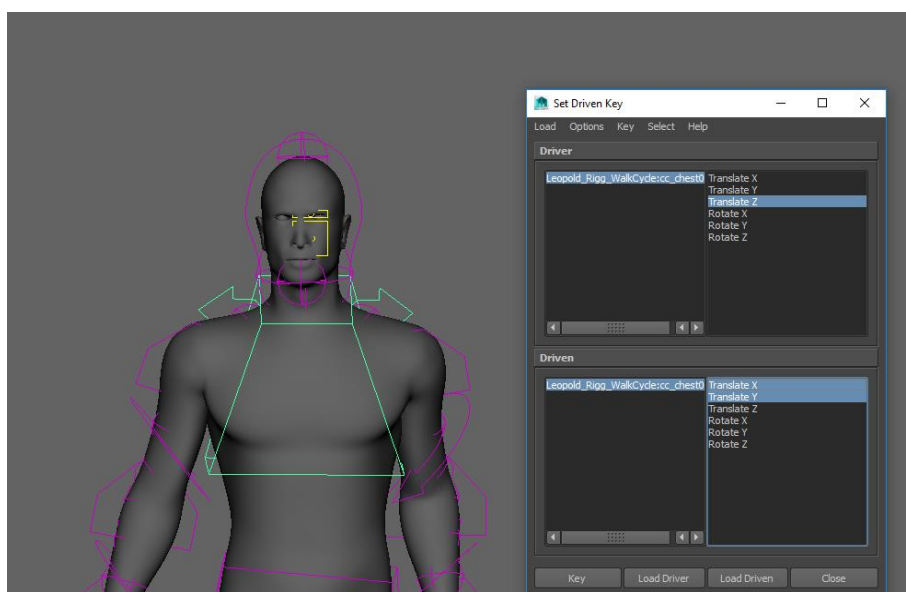 Set Driven Key
Load Options Key Select Help
Driver
Leopold_Rigg_WalkCycle:cc_chest0
Translate X
Translate Y
Translate Z
Rotate X
Rotate Y
Rotate Z
Driven
Leopold_Rigg_WalkCycle:cc_chest0
Translate X
Translate Y
Translate Z
Rotate X
Rotate Y
Rotate Z
Key Load Driver Load Driven Close